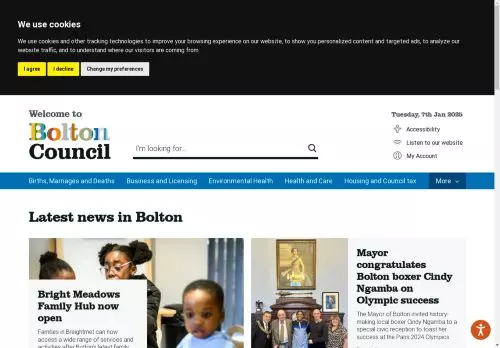 We use cookies
We use cookies and other tracking technologies to improve your browsing experience on our website, to show you personalized content and targeted ads, to analyze our
website traffic, and to understand where our visitors are coming from.
I agree
I decline
Change my preferences
Welcome to
Bolton
Council
I'm looking for...
Tuesday, 7th Jan 2025
Accessibility
Listen to our website
My Account
Births, Marriages and Deaths
Business and Licensing
Environmental Health
Health and Care
Housing and Council tax
More
Latest news in Bolton
Bright Meadows
Family Hub now
open
Families in Breightmet can now
access a wide range of services and
activities after Bolton's latest family
Mayor
congratulates
Bolton boxer Cindy
Ngamba on
Olympic success
The Mayor of Bolton invited history-
making local boxer Cindy Ngamba to a
special civic reception to toast her
success at the Paris 2024 Olympics.